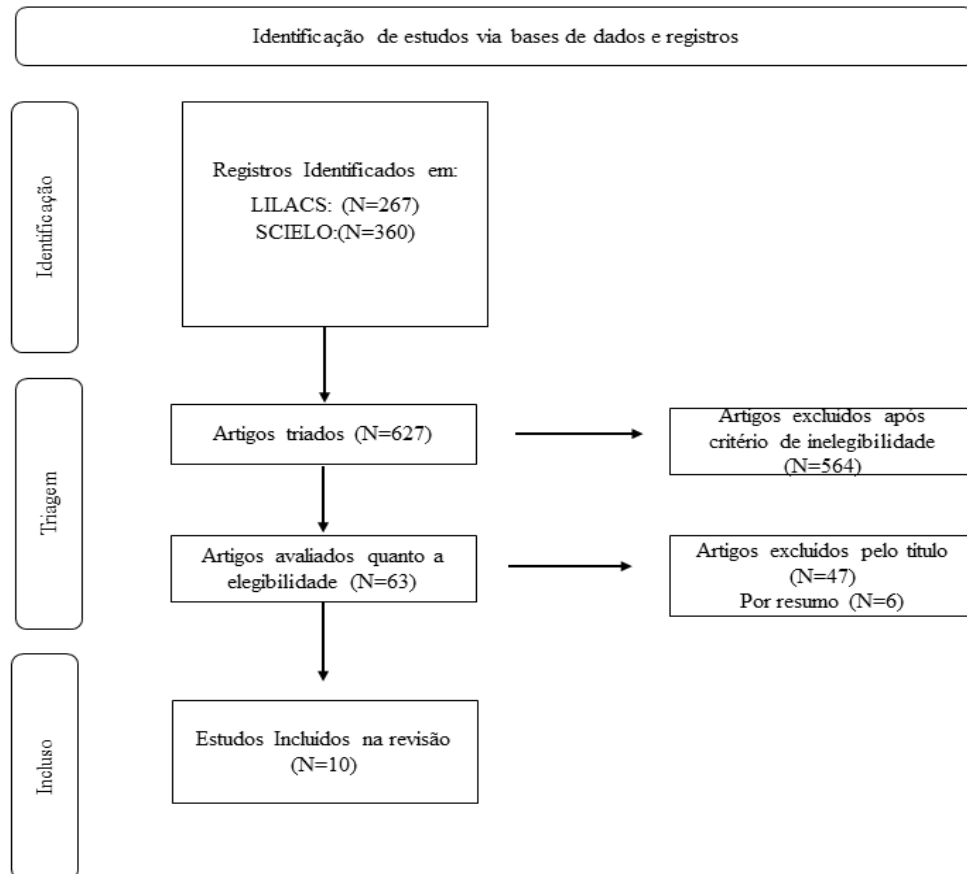 Identificação de estudos via bases de dados e registros
Identificação
Registros Identificados em:
LILACS: (N=267)
SCIELO:(N=360)
Triagem
Artigos triados (N=627)
Artigos excluídos após
critério de inelegibilidade
(N=564)
Artigos avaliados quanto a
elegibilidade (N=63)
Artigos excluídos pelo título
(N=47)
Por resumo (N=6)
Incluso
Estudos Incluidos na revisão
(N=10)